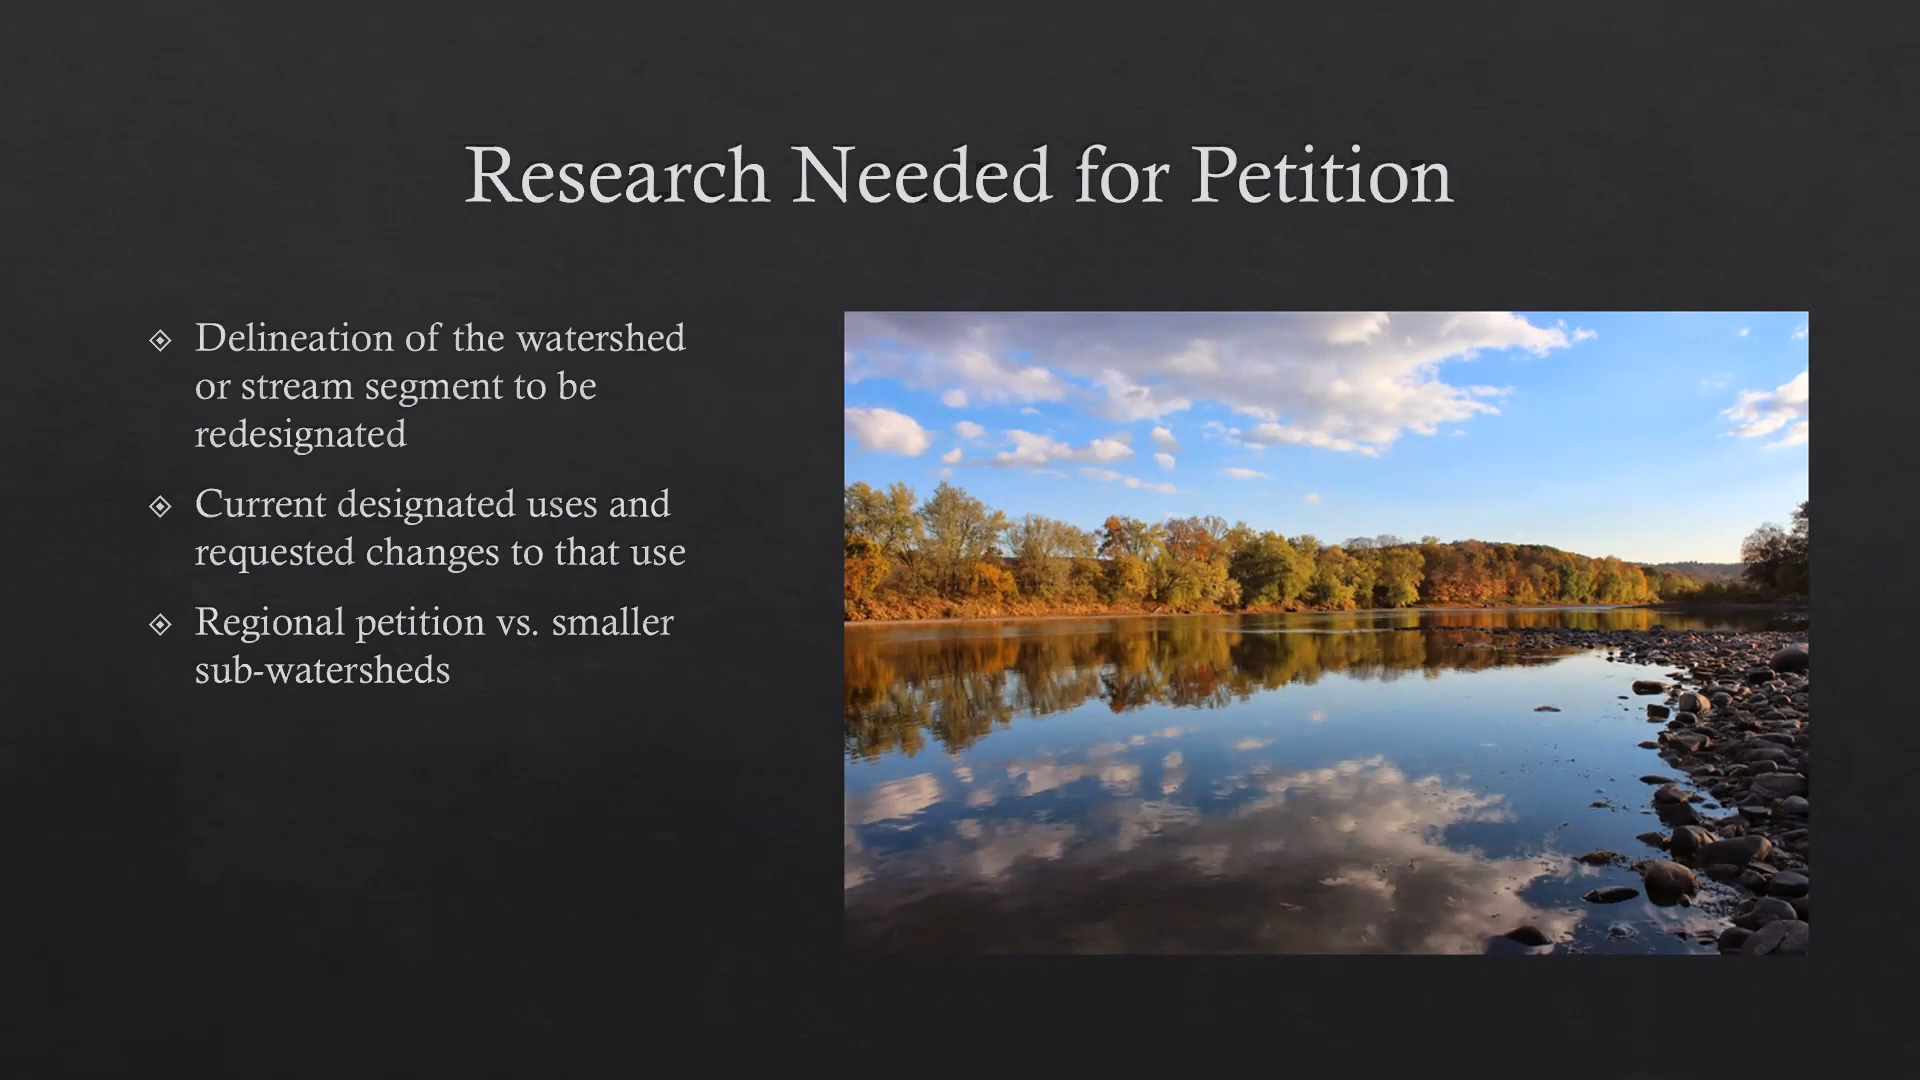 Research Needed for Petition
Delineation of the watershed
or stream segment to be
redesignated
Current designated uses and
requested changes to that use
Regional petition vs. smaller
sub-watersheds